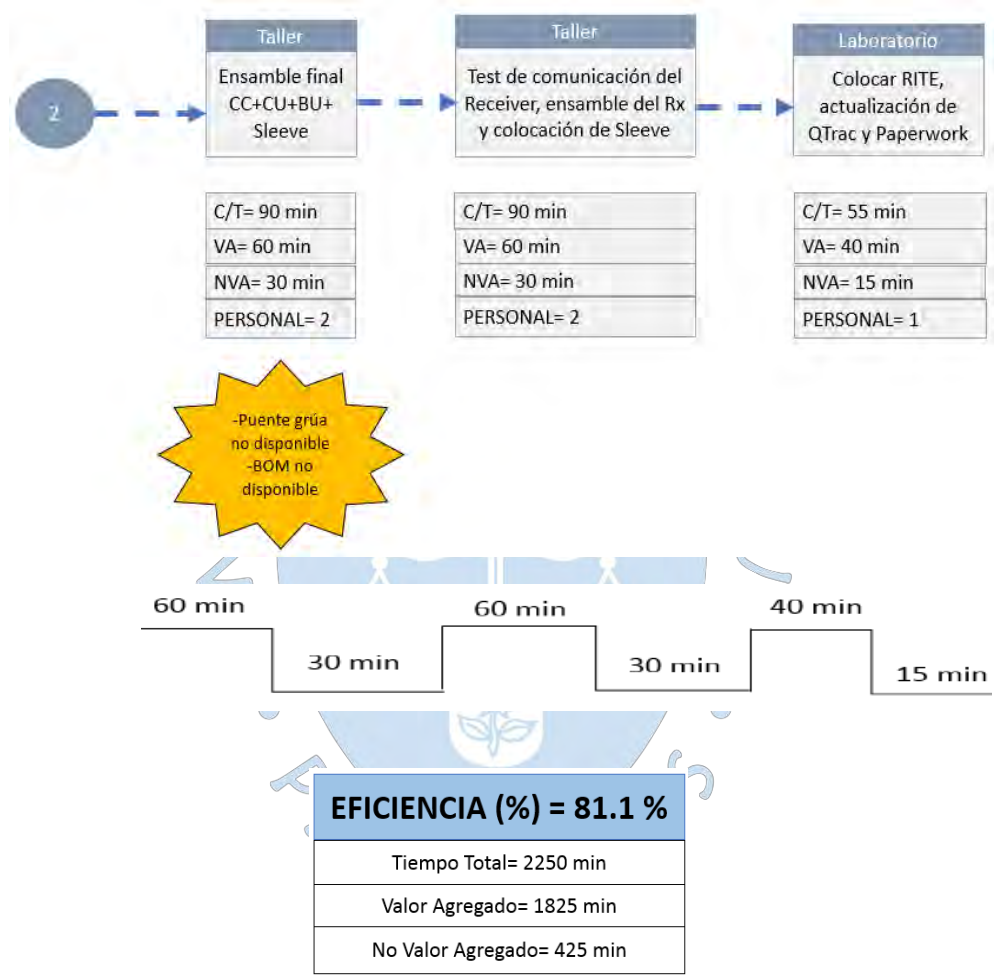 Taller
Taller
Laboratorio
2
Ensamble final
CC+CU+BU+
Sleeve
Test de comunicación del
Receiver, ensamble del Rx
y colocación de Sleeve
Colocar RITE,
actualización de
QTrac y Paperwork
C/T= 90 min
VA= 60 min
NVA= 30 min
PERSONAL= 2
C/T= 90 min
VA= 60 min
NVA= 30 min
PERSONAL= 2
C/T= 55 min
VA= 40 min
NVA= 15 min
PERSONAL= 1
-Puente grúa
no disponible
-BOM no
disponible
60 min
30 min
60 min
30 min
40 min
15 min
EFICIENCIA (%) = 81.1 %
Tiempo Total= 2250 min
Valor Agregado= 1825 min
No Valor Agregado= 425 min